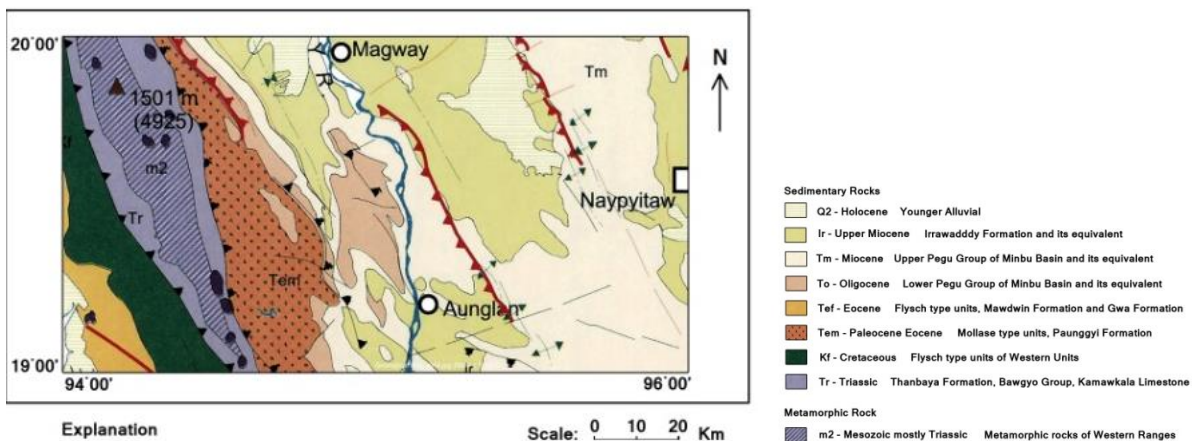 20°00'
Magway
Y
R
N
Tm
1501 m
(4925)
m2
Naypyitaw
Tr
Tem
Aunglan
Ir
19°00'
94°00'
96°00'
Explanation
Scale: 0 10 20 Km
Sedimentary Rocks
Q2 - Holocene Younger Alluvial
Ir - Upper Miocene Irrawadddy Formation and its equivalent
Tm - Miocene Upper Pegu Group of Minbu Basin and its equivalent
To - Oligocene Lower Pegu Group of Minbu Basin and its equivalent
Tef - Eocene Flysch type units, Mawdwin Formation and Gwa Formation
Tem - Paleocene Eocene Mollase type units, Paunggyi Formation
Kf - Cretaceous Flysch type units of Western Units
Tr - Triassic Thanbaya Formation, Bawgyo Group, Kamawkala Limestone
Metamorphic Rock
m2 - Mesozoic mostly Triassic Metamorphic rocks of Western Ranges